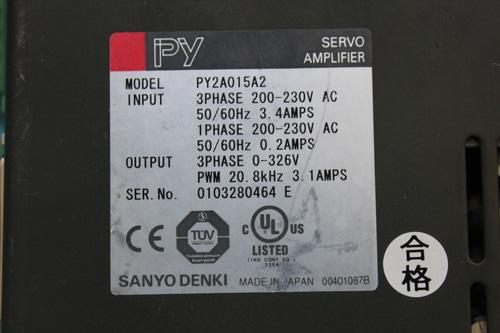 PY
SERVO
AMPLIFIER
MODEL PY2A015A2
INPUT 3PHASE 200-230V AC
50/60Hz 3.4AMPS
1PHASE 200-230V AC
50/60Hz 0.2AMPS
OUTPUT 3PHASE 0-326V
PWM 20.8kHz 3.1AMPS
SER.No. 0103280464 E
CE
TÜV
C UL US
LISTED
合格
SANYO DENKI MADE IN JAPAN 00401087B